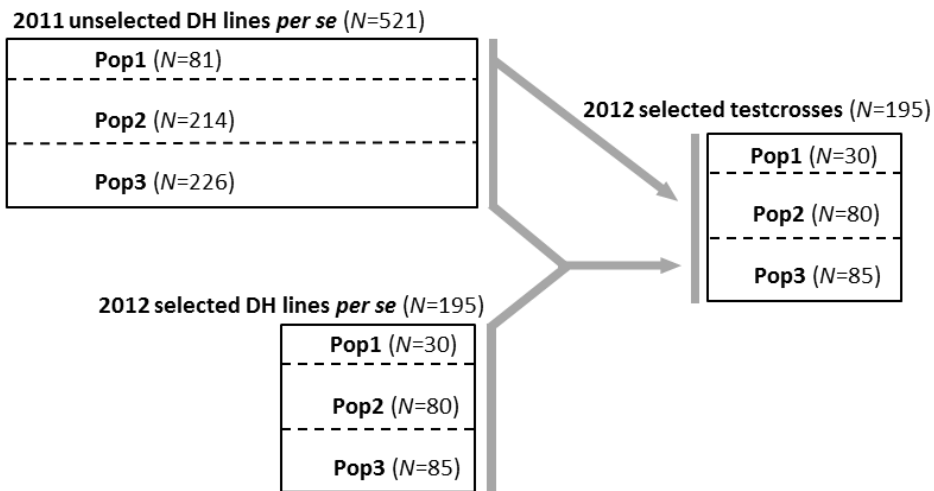 2011 unselected DH lines per se (N=521)
Pop1 (N=81)
Pop2 (N=214)
Pop3 (N=226)
2012 selected testcrosses (N=195)
Pop1 (N=30)
Pop2 (N=80)
Pop3 (N=85)
2012 selected DH lines per se (N=195)
Pop1 (N=30)
Pop2 (N=80)
Pop3 (N=85)